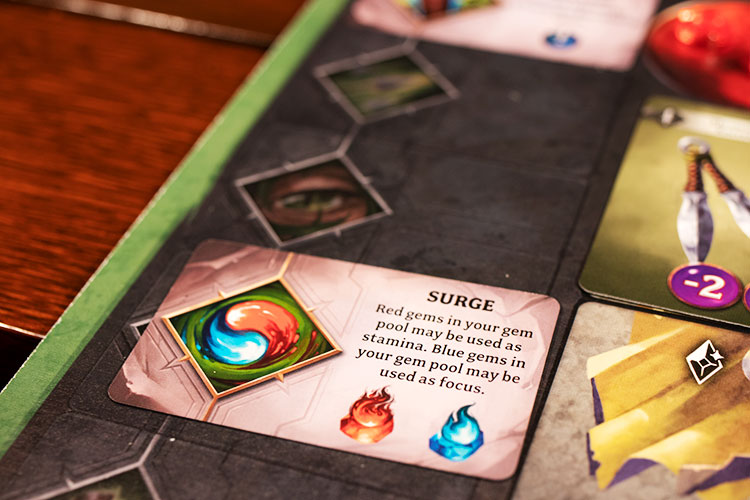 SURGE
Red gems in your gem
pool may be used as
stamina. Blue gems in
your gem pool may be
used as focus.
-2